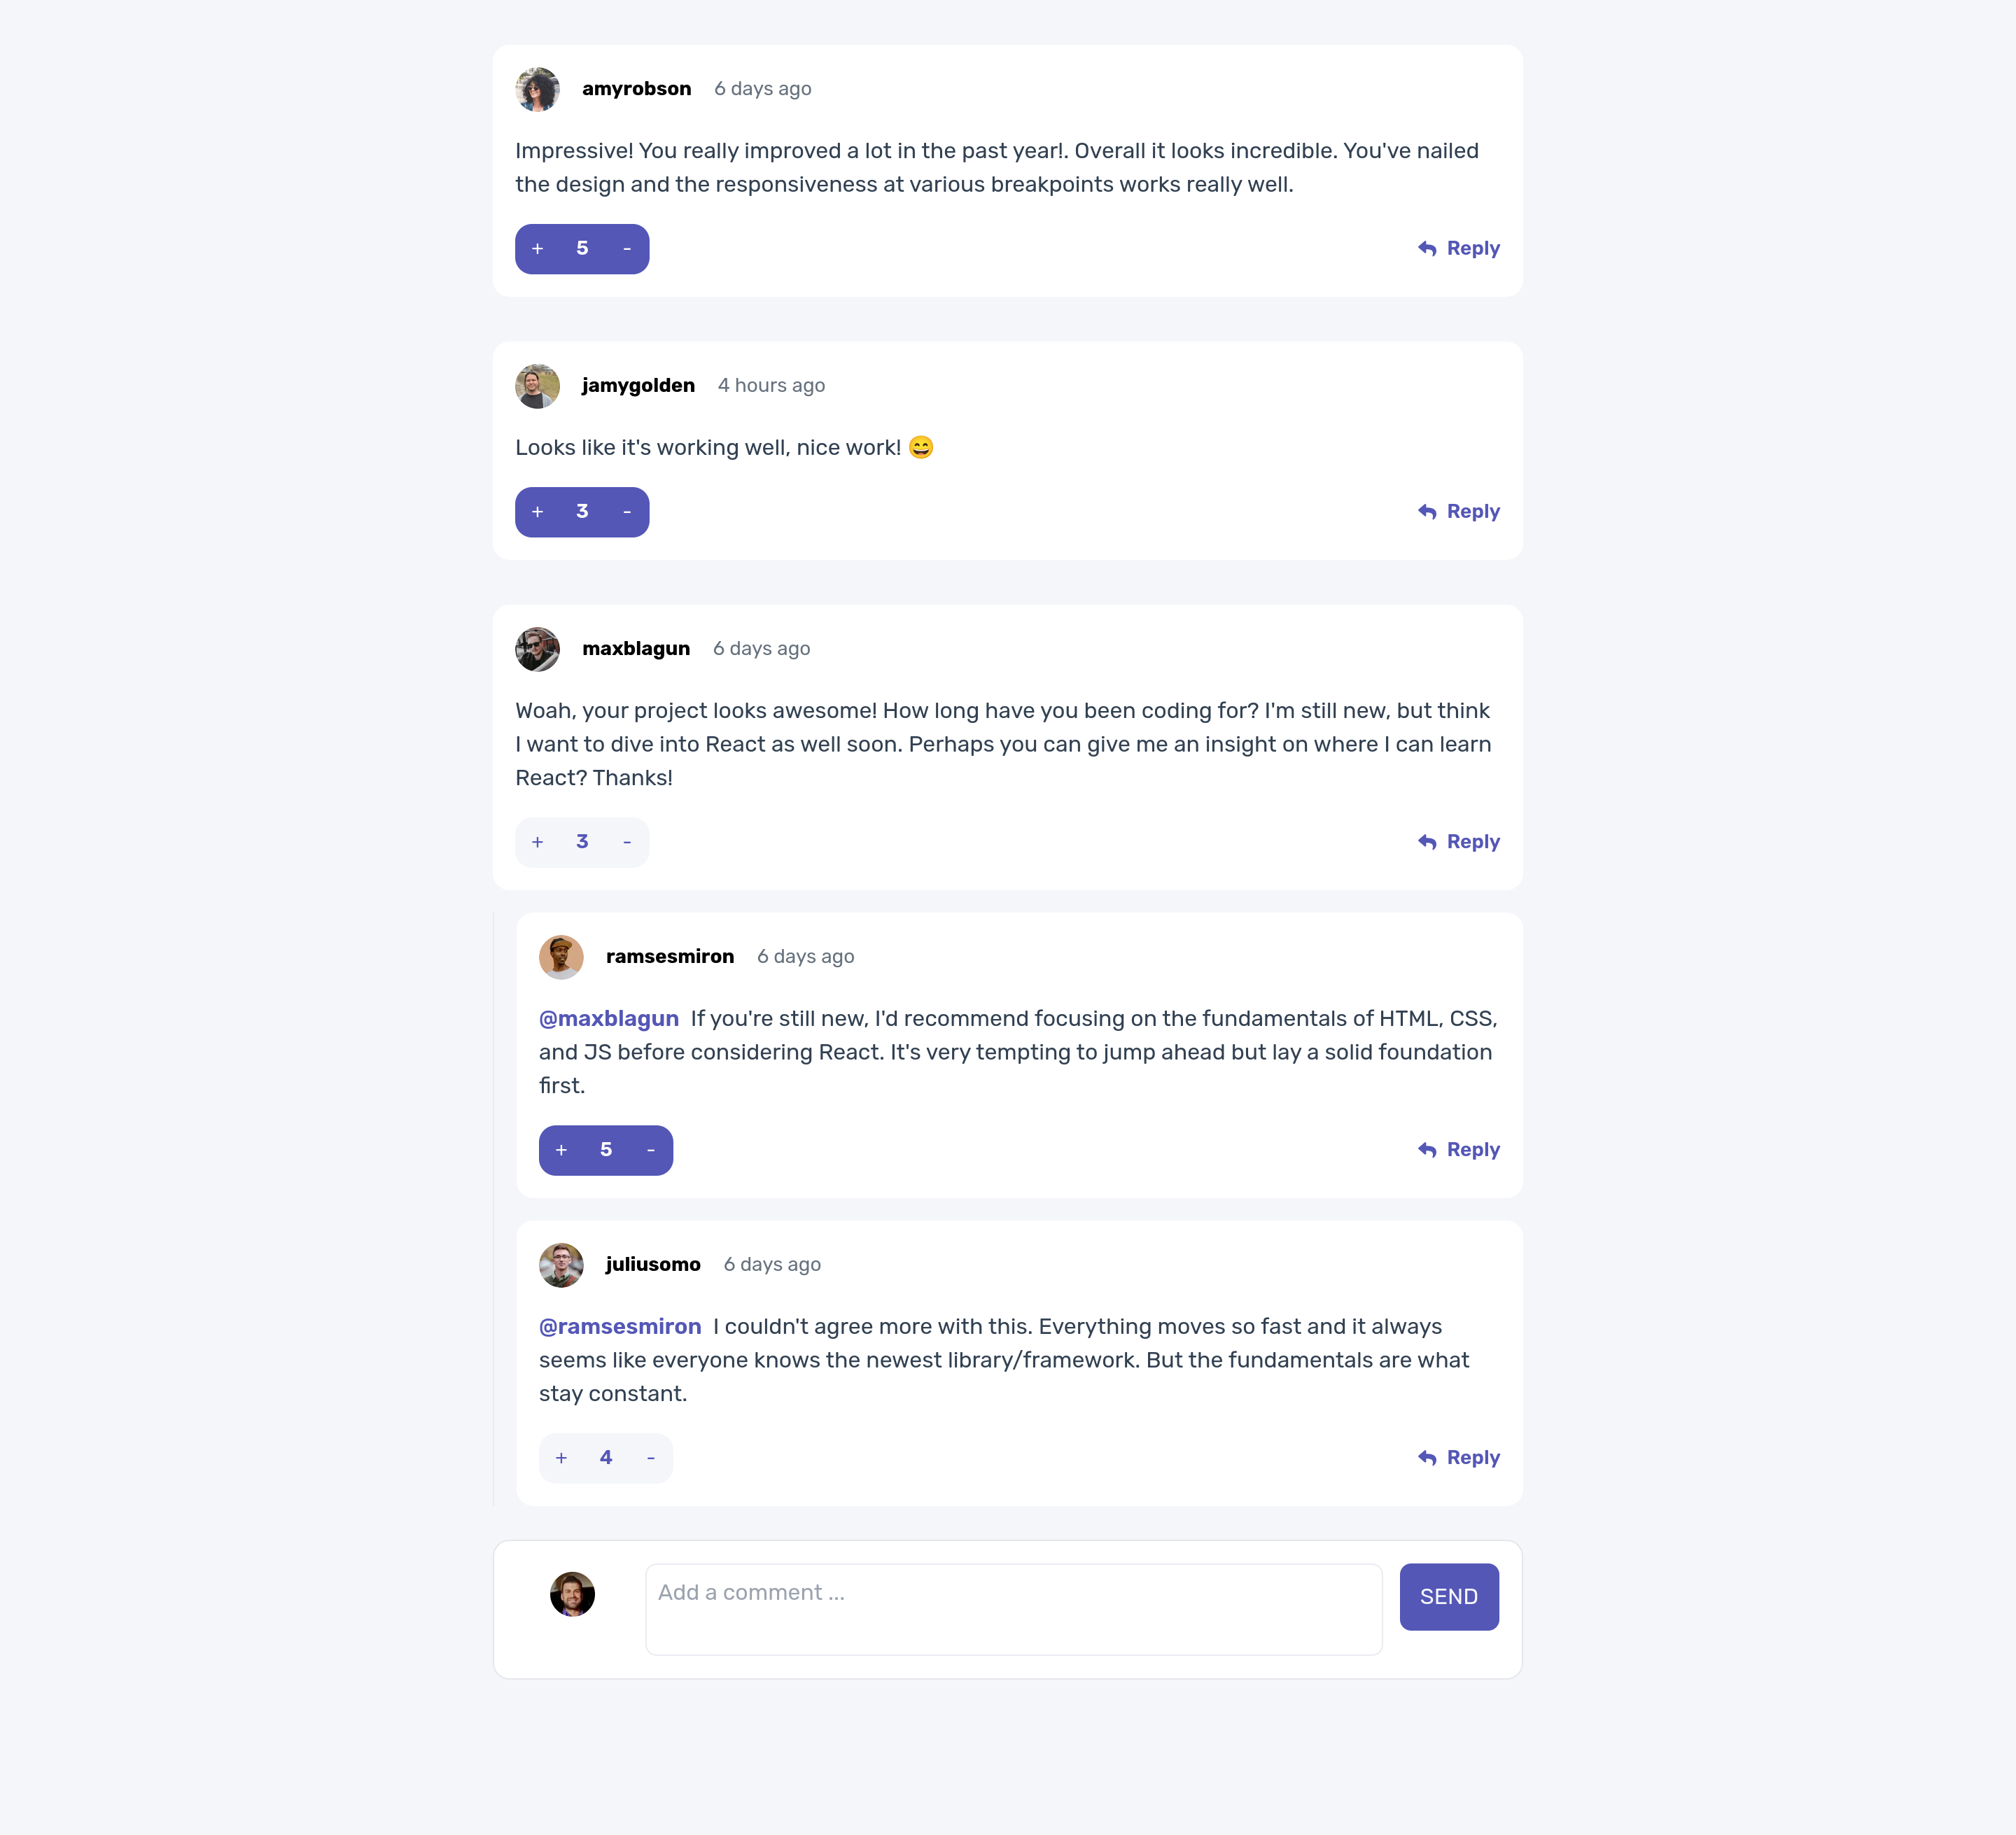 amyrobson 6 days ago
Impressive! You really improved a lot in the past year!. Overall it looks incredible. You've nailed
the design and the responsiveness at various breakpoints works really well.
+ 5 - Reply
jamygolden 4 hours ago
Looks like it's working well, nice work! 😄
+ 3 - Reply
maxblagun 6 days ago
Woah, your project looks awesome! How long have you been coding for? I'm still new, but think
I want to dive into React as well soon. Perhaps you can give me an insight on where I can learn
React? Thanks!
+ 3 - Reply
ramsesmiron 6 days ago
@maxblagun If you're still new, I'd recommend focusing on the fundamentals of HTML, CSS,
and JS before considering React. It's very tempting to jump ahead but lay a solid foundation
first.
+ 5 - Reply
juliusomo 6 days ago
@ramsesmiron I couldn't agree more with this. Everything moves so fast and it always
seems like everyone knows the newest library/framework. But the fundamentals are what
stay constant.
+ 4 - Reply
Add a comment ... SEND